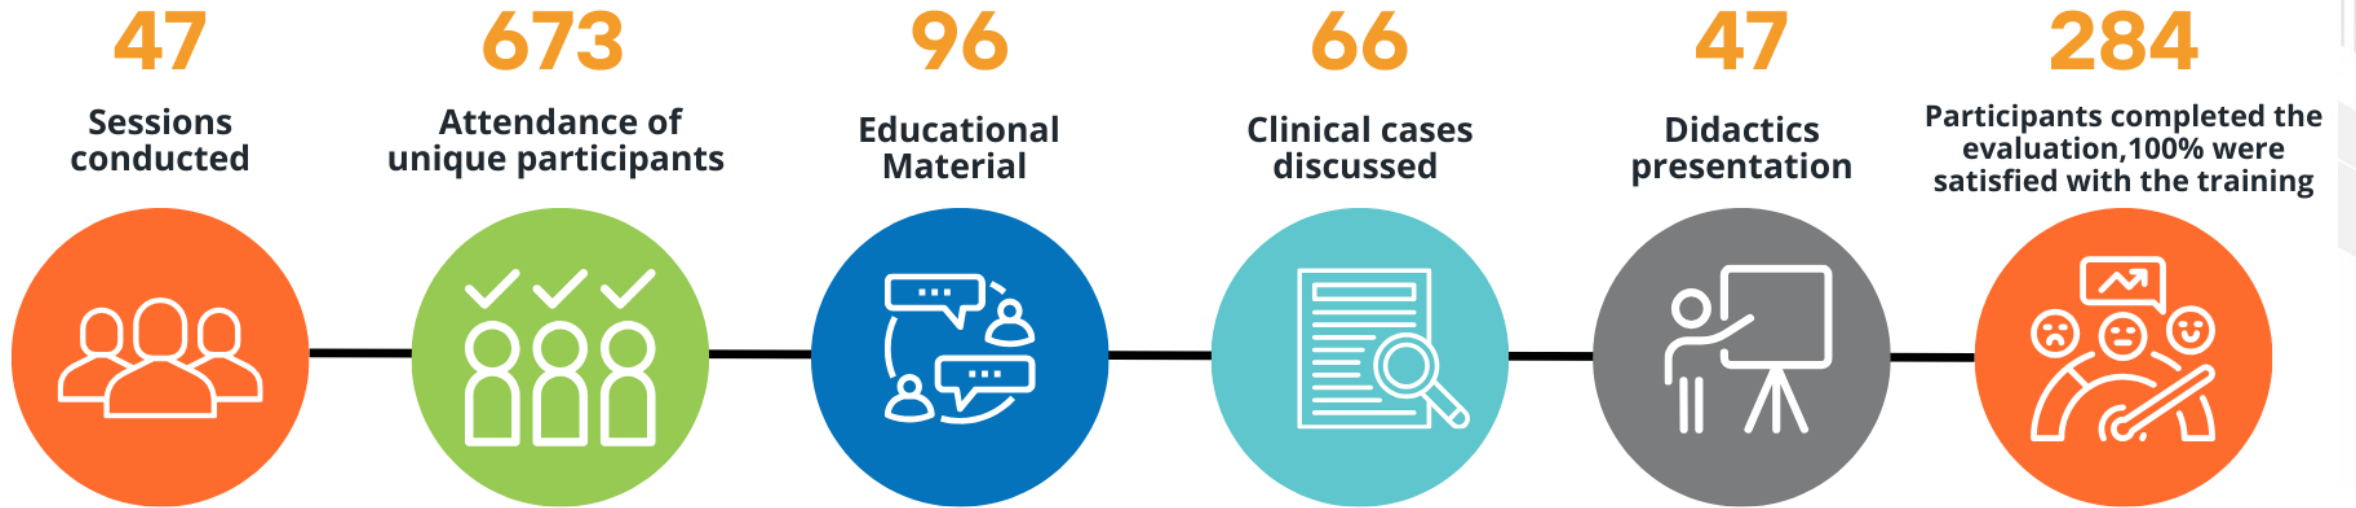 47
Sessions
conducted
673
Attendance of
unique participants
96
Educational
Material
66
Clinical cases
discussed
47
Didactics
presentation
284
Participants completed the
evaluation,100% were
satisfied with the training